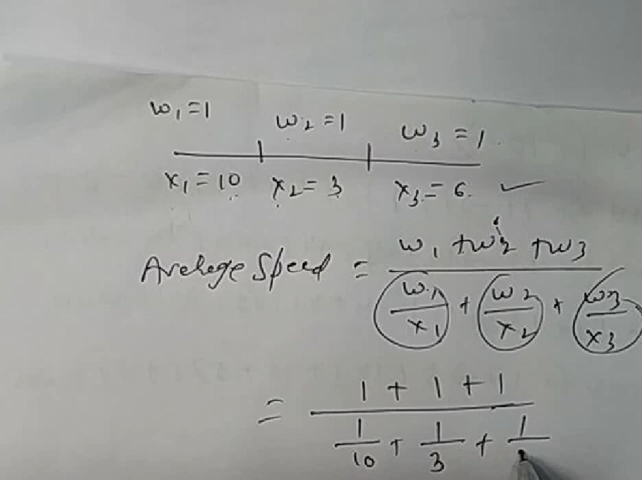 w₁ = 1 w₂ = 1 w₃ = 1
x₁ = 10 x₂ = 3 x₃ = 6 ✓
Average Speed = (w₁ + w₂ + w₃) / (w₁/x₁ + w₂/x₂ + w₃/x₃)
= (1 + 1 + 1) / (1/10 + 1/3 + 1/